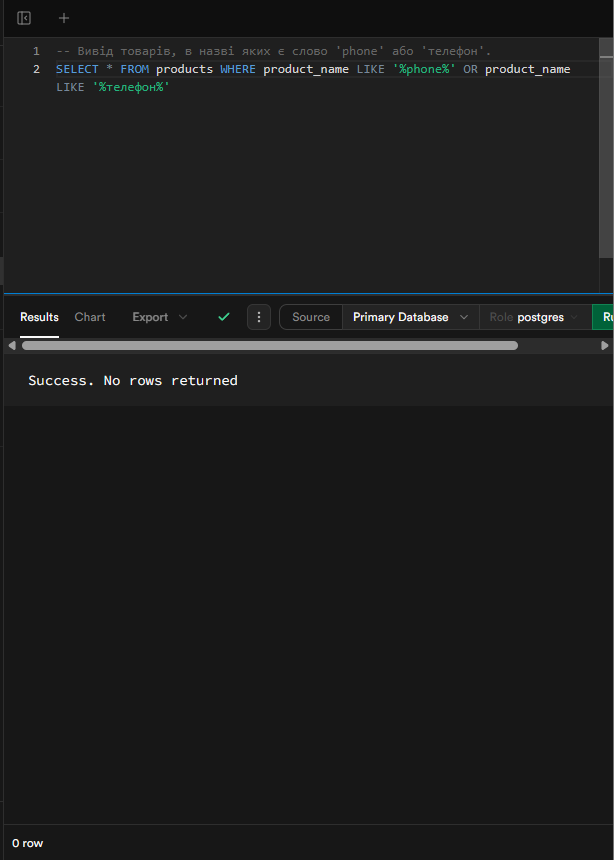 1 -- Вивід товарів, в назві яких є слово 'phone' або 'телефон'.
2 SELECT * FROM products WHERE product_name LIKE '%phone%' OR product_name
LIKE '%телефон%'
Results Chart Export Source Primary Database Role postgres Ru
Success. No rows returned
0 row